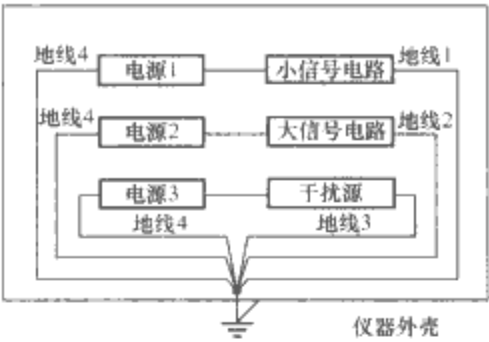 地线4 电源1 小信号电路 地线1
地线4 电源2 大信号电路 地线2
电源3 干扰源
地线4 地线3
仪器外壳